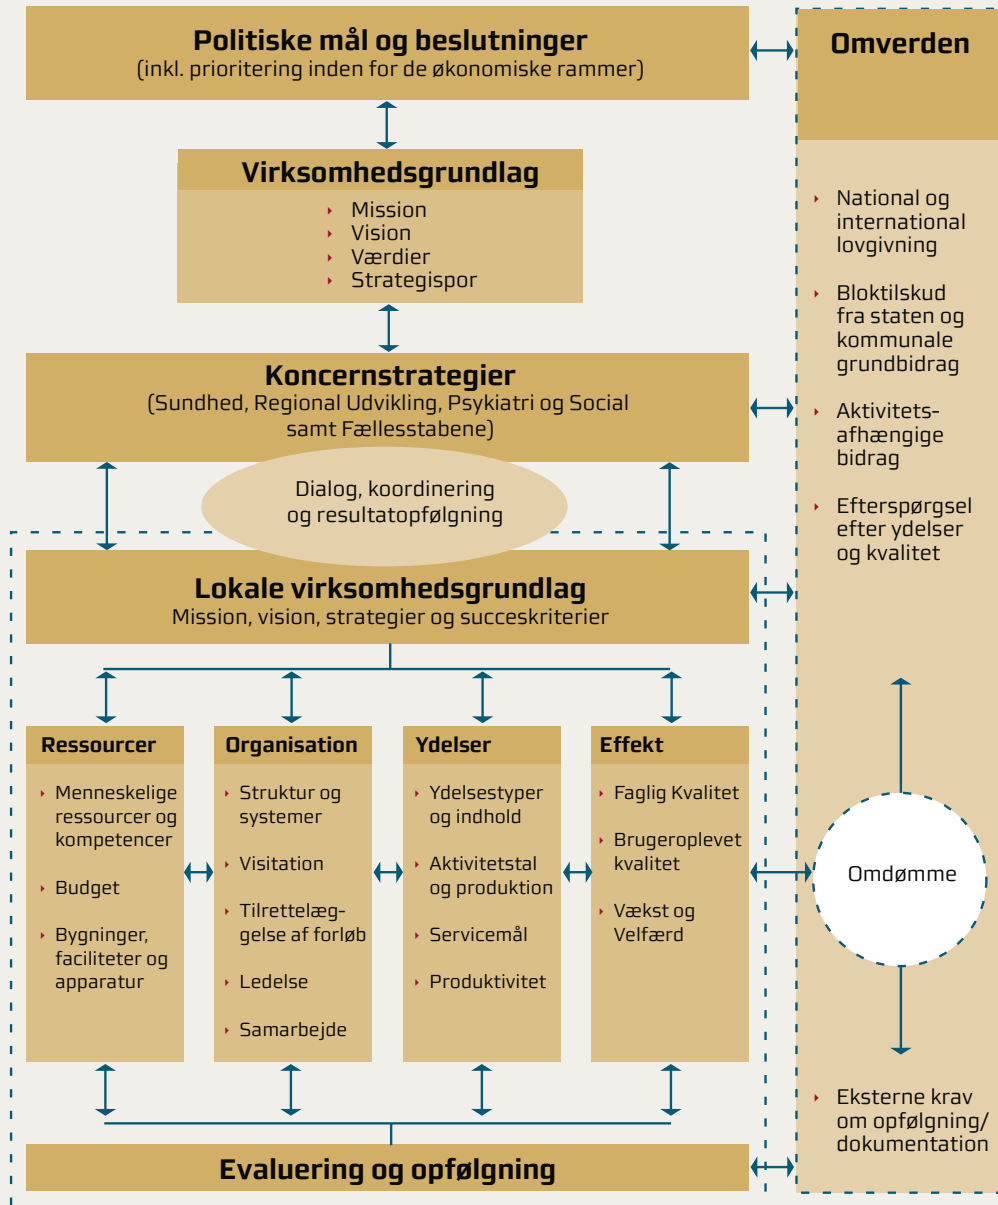 Politiske mål og beslutninger
(inkl. prioritering inden for de økonomiske rammer)
Virksomhedsgrundlag
Mission
Vision
Værdier
Strategispor
Koncernstrategier
(Sundhed, Regional Udvikling, Psykiatri og Social
samt Fællesstabene)
Dialog, koordinering
og resultatopfølgning
Lokale virksomhedsgrundlag
Mission, vision, strategier og succeskriterier
Ressourcer
Menneskelige
ressourcer og
kompetencer
Budget
Bygninger,
faciliteter og
apparatur
Organisation
Struktur og
systemer
Visitation
Tilrettelæg-
gelse af forløb
Ledelse
Samarbejde
Ydelser
Ydelsestyper
og indhold
Aktivitetstal
og produktion
Servicemål
Produktivitet
Effekt
Faglig Kvalitet
Brugeroplevet
kvalitet
Vækst og
Velfærd
Evaluering og opfølgning
Omverden
National og
international
lovgivning
Bloktilskud
fra staten og
kommunale
grundbidrag
Aktivitets-
afhængige
bidrag
Efterspørgsel
efter ydelser
og kvalitet
Omdømme
Eksterne krav
om opfølgning/
dokumentation